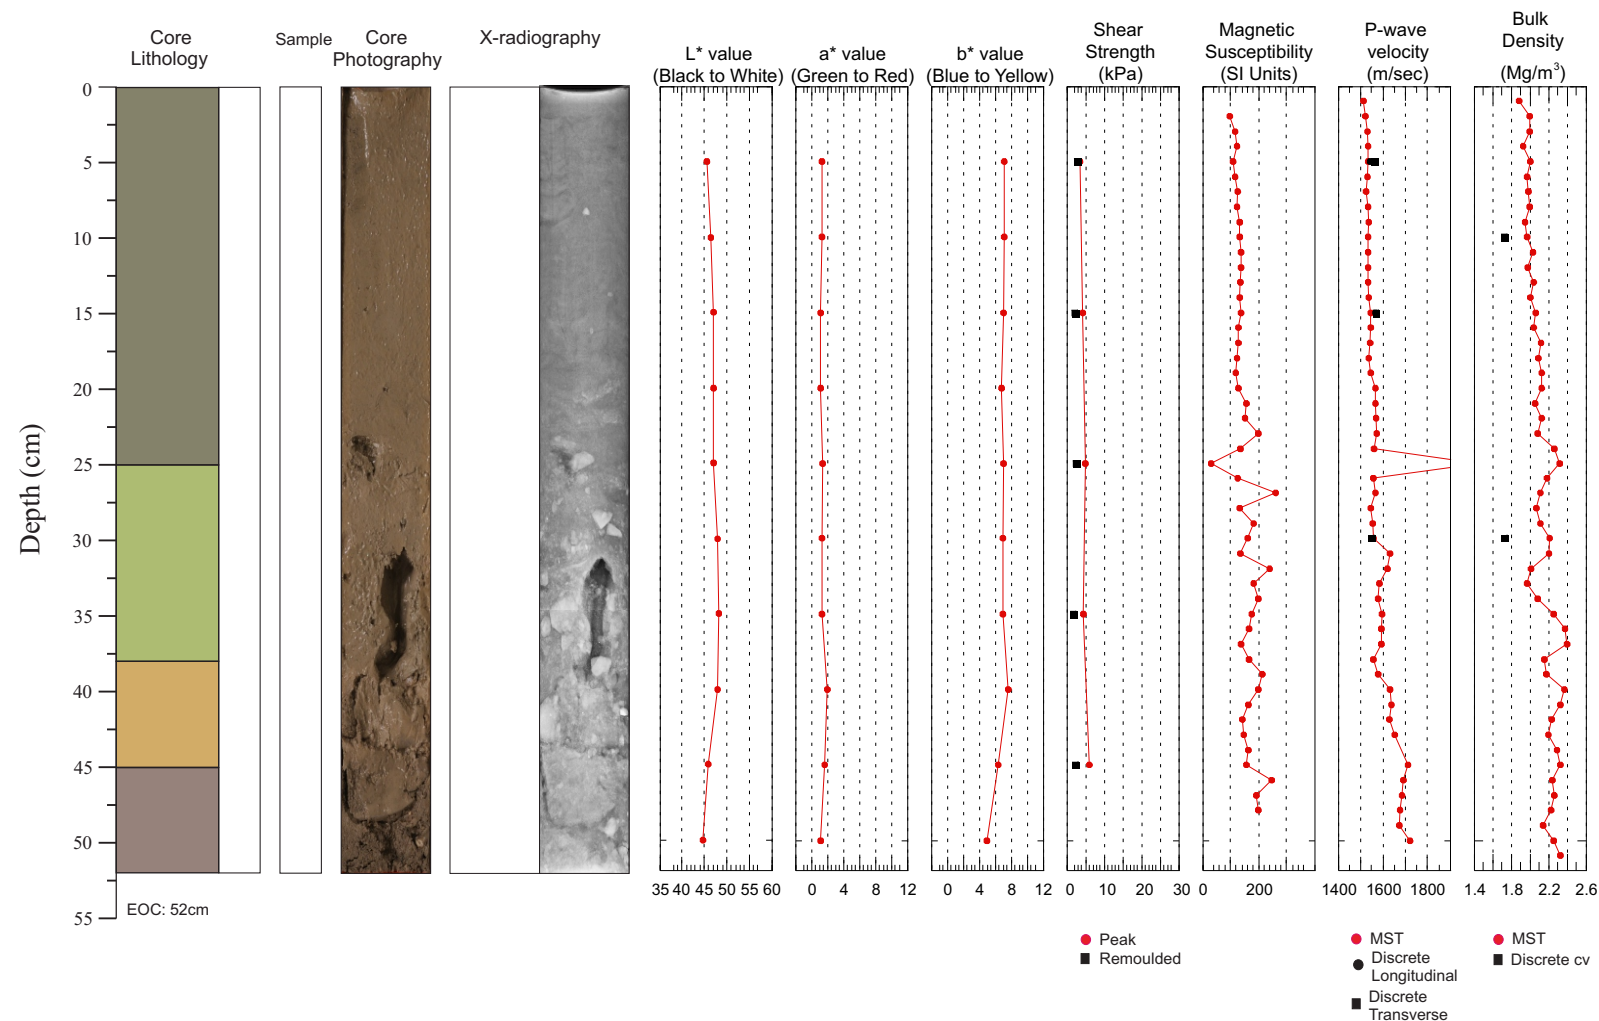 Core
Lithology
Sample
Core
Photography
X-radiography
L* value
(Black to White)
a* value
(Green to Red)
b* value
(Blue to Yellow)
Shear
Strength
(kPa)
Magnetic
Susceptibility
(SI Units)
P-wave
velocity
(m/sec)
Bulk
Density
(Mg/m³)
Depth (cm)
0
5
10
15
20
25
30
35
40
45
50
55
EOC: 52cm
35 40 45 50 55 60
0 4 8 12
0 4 8 12
0 10 20 30
0 200
1400 1600 1800
1.4 1.8 2.2 2.6
Peak
Remoulded
MST
Discrete
Longitudinal
Discrete
Transverse
MST
Discrete cv